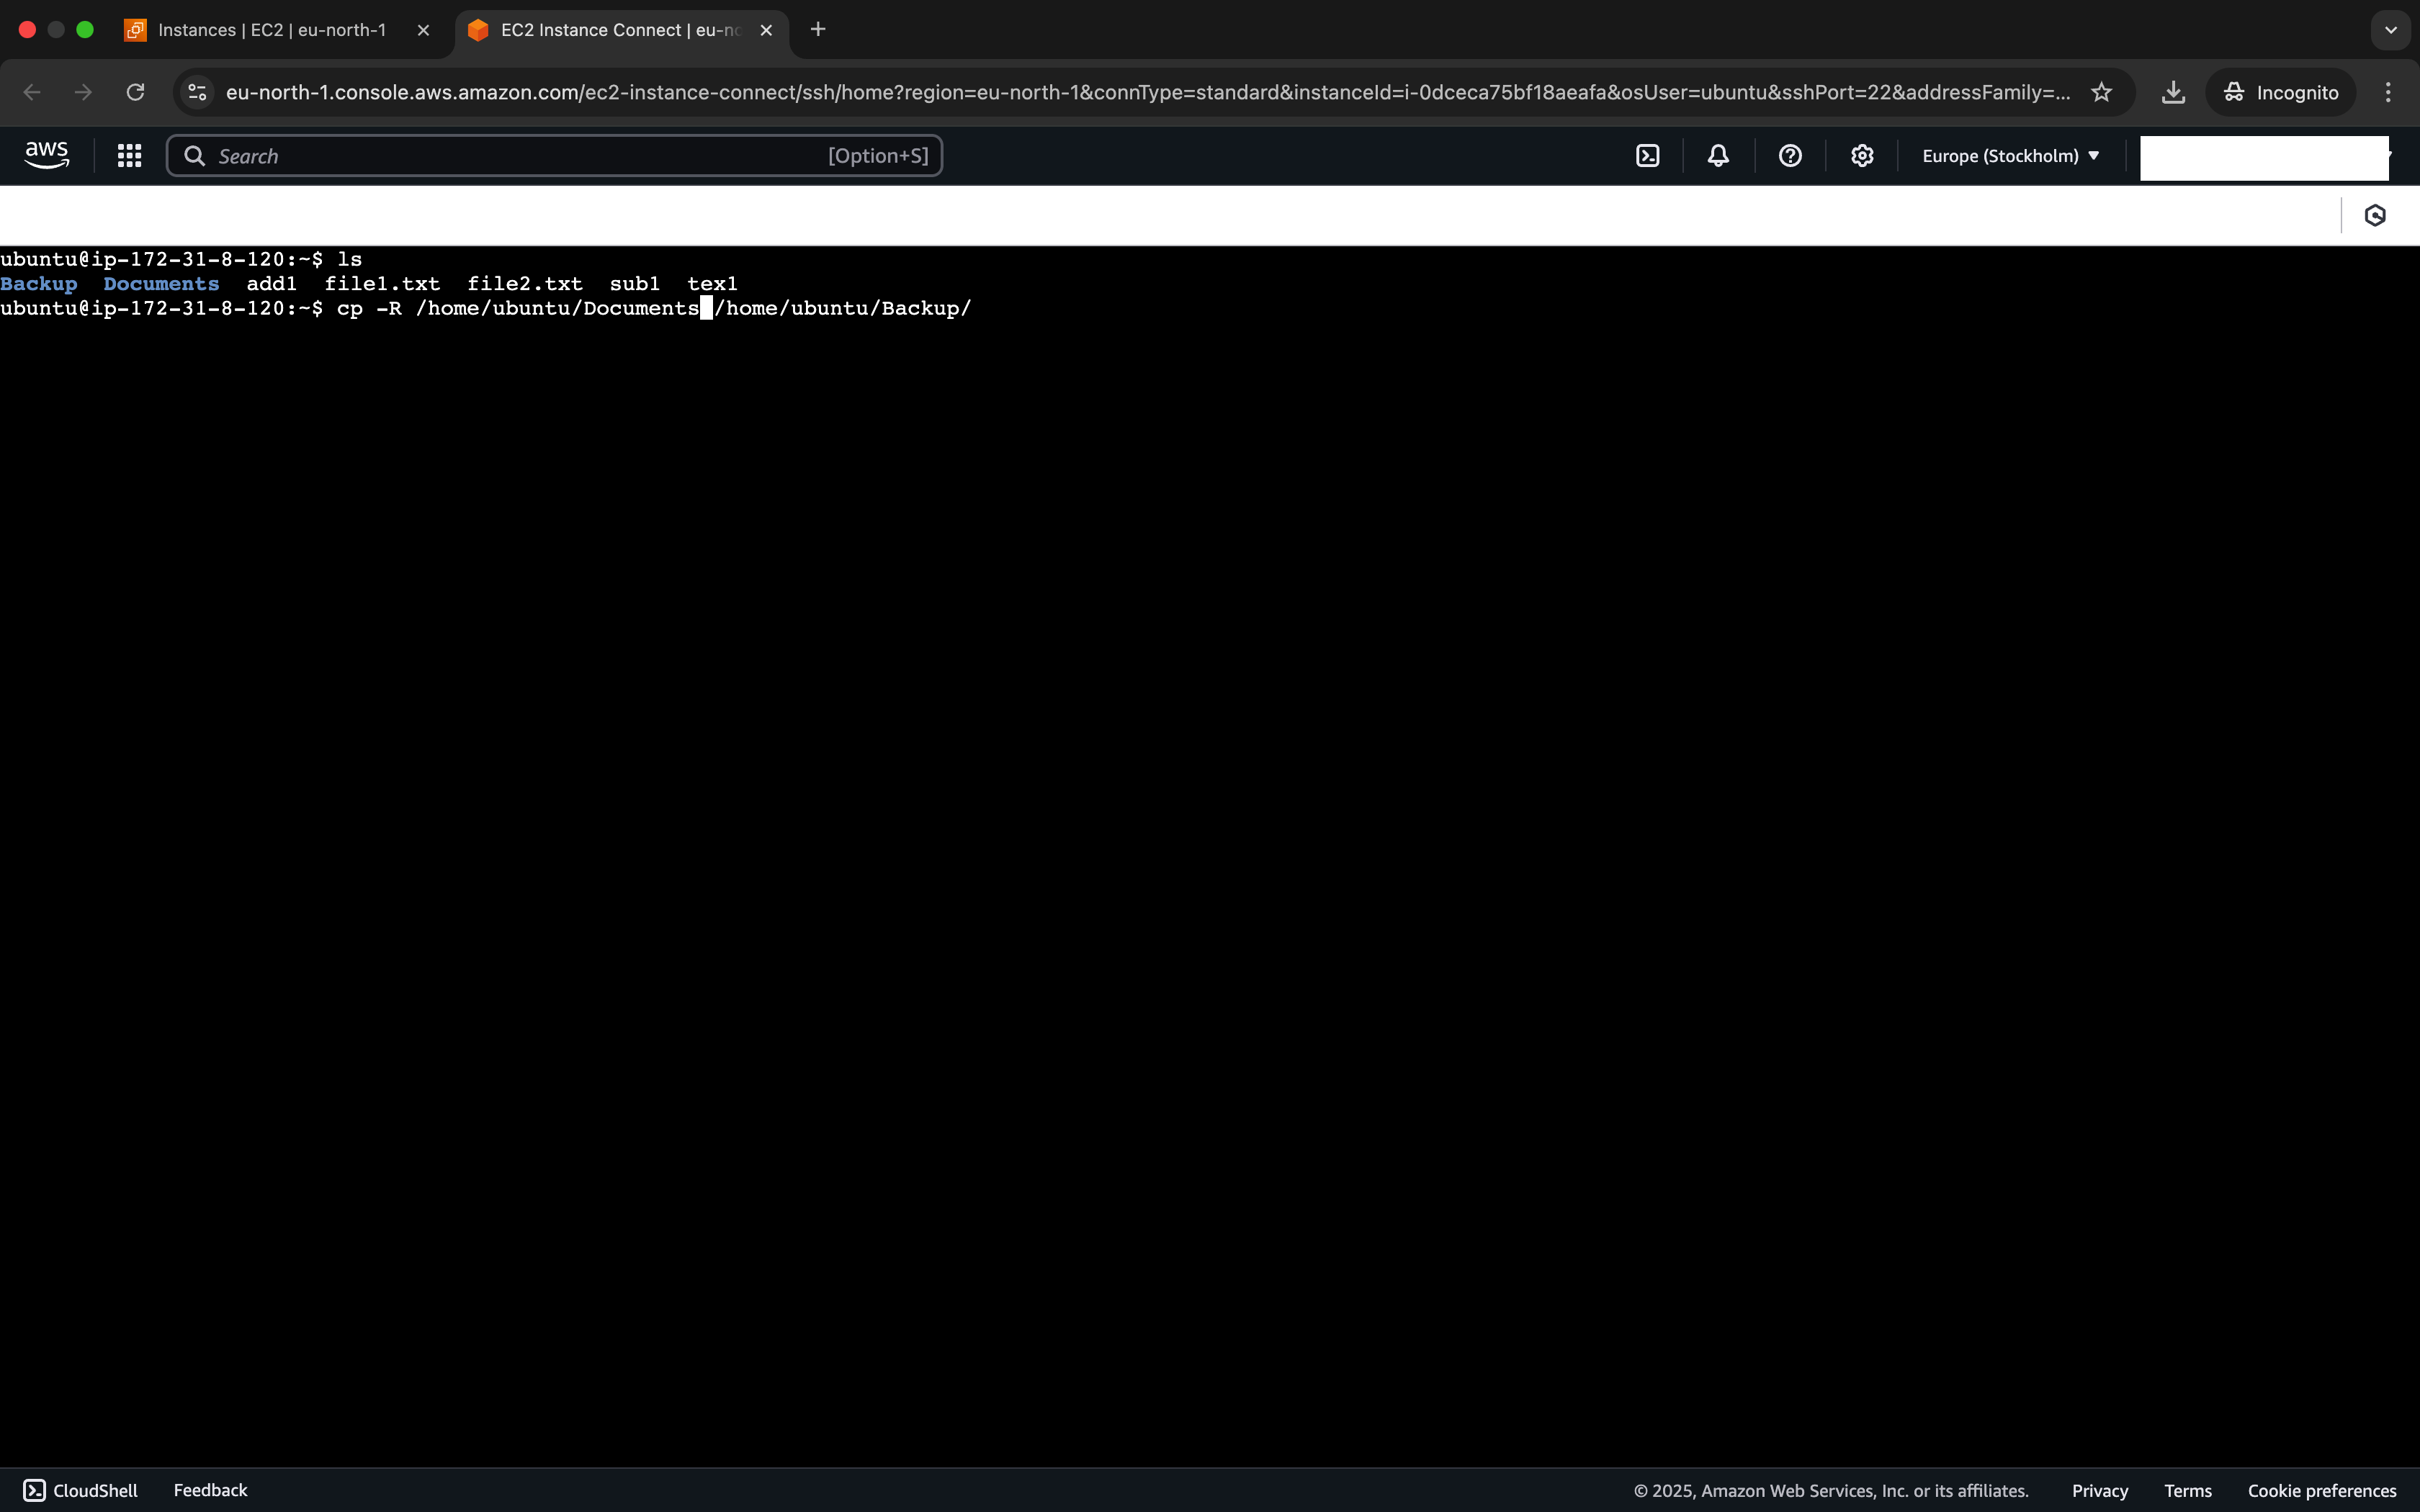 Instances | EC2 | eu-north-1
EC2 Instance Connect | eu-no
eu-north-1.console.aws.amazon.com/ec2-instance-connect/ssh/home?region=eu-north-1&connType=standard&instanceId=i-0dceca75bf18aeafa&osUser=ubuntu&sshPort=22&addressFamily=...
Incognito
aws
Search
[Option+S]
Europe (Stockholm)
ubuntu@ip-172-31-8-120:~$ ls
Backup Documents add1 file1.txt file2.txt sub1 tex1
ubuntu@ip-172-31-8-120:~$ cp -R /home/ubuntu/Documents /home/ubuntu/Backup/
CloudShell
Feedback
© 2025, Amazon Web Services, Inc. or its affiliates.
Privacy
Terms
Cookie preferences